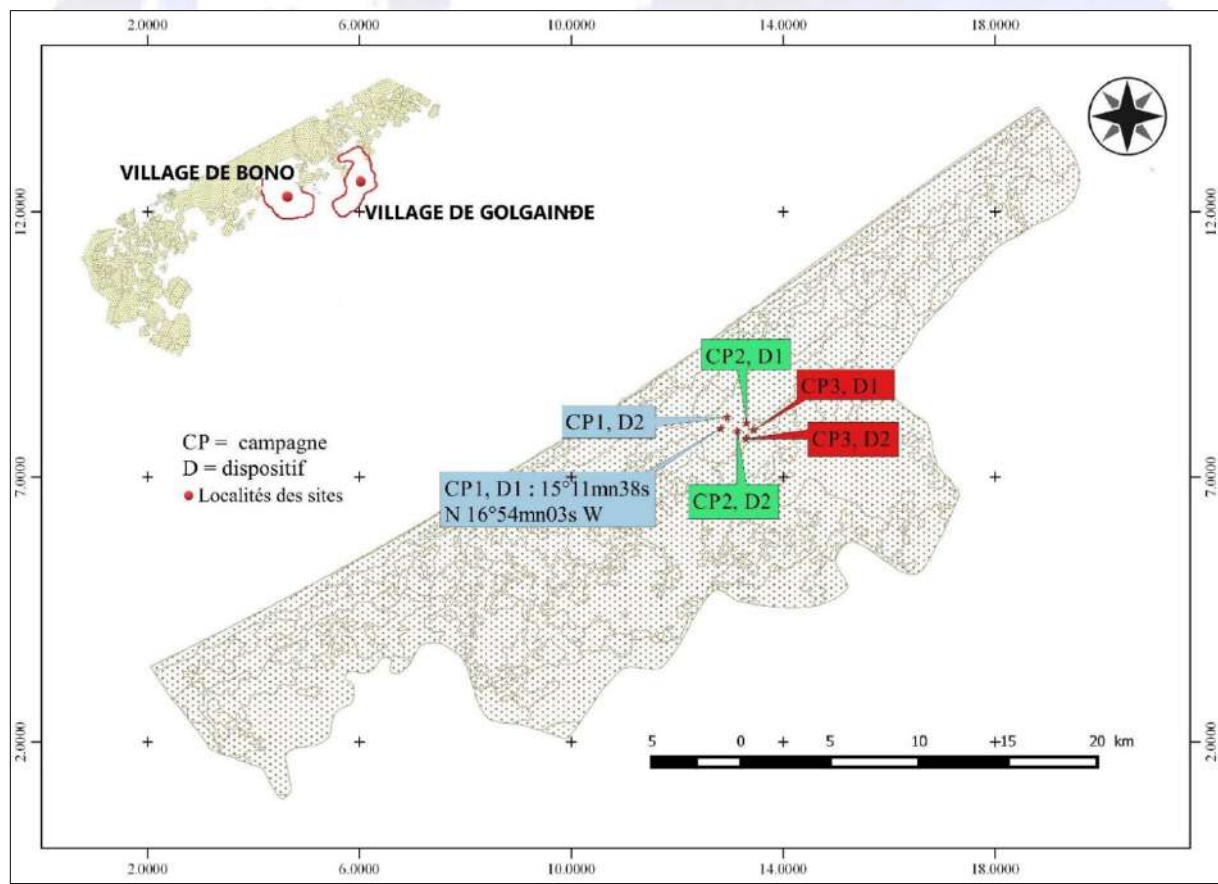 2.0000 6.0000 10.0000 14.0000 18.0000
VILLAGE DE BONO
VILLAGE DE GOLGAINDE
12.0000 12.0000
CP2, D1
CP3, D1
CP1, D2
CP3, D2
CP = campagne
D = dispositif
Localités des sites
7.0000 7.0000
CP1, D1 : 15°11mn38s
N 16°54mn03s W
CP2, D2
5 0 5 10 15 20 km
2.0000 2.0000
2.0000 6.0000 10.0000 14.0000 18.0000